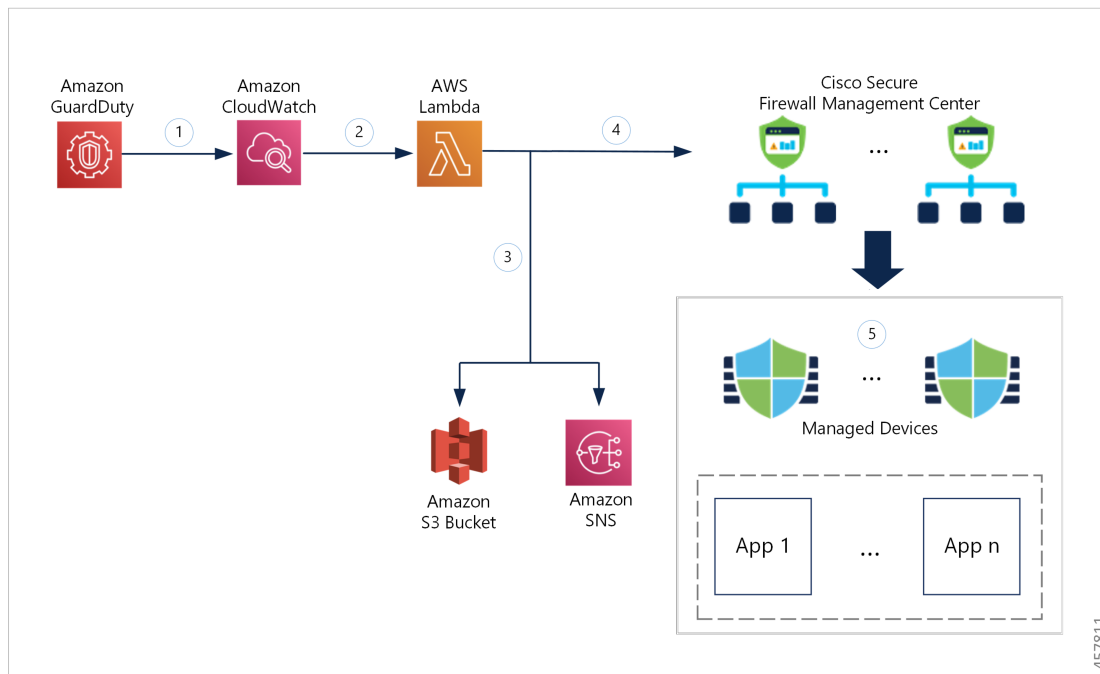 Amazon
GuardDuty
Amazon
CloudWatch
AWS
Lambda
Cisco Secure
Firewall Management Center
1
2
4
...
3
5
...
Managed Devices
Amazon
S3 Bucket
Amazon
SNS
App 1
...
App n
457811